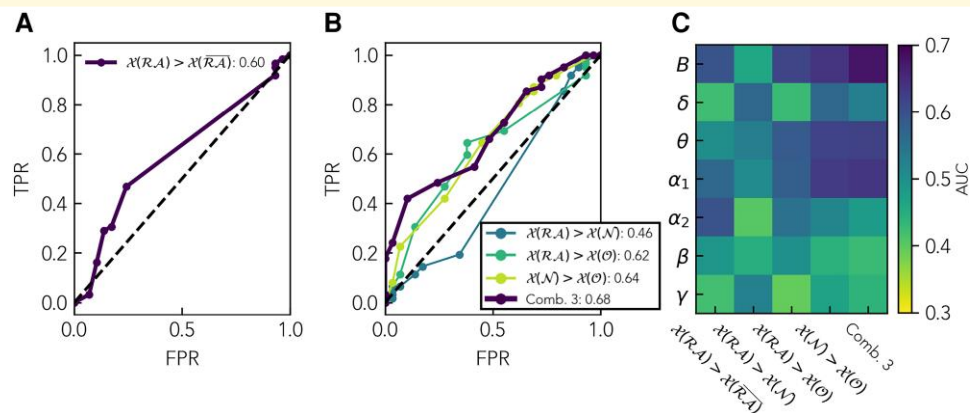 A
TPR
1.0
0.8
0.6
0.4
0.2
0.0
𝒳(ℛ𝒜) > 𝒳(ℛ𝒜̅): 0.60
0.0 0.5 1.0
FPR
B
TPR
1.0
0.8
0.6
0.4
0.2
0.0
𝒳(ℛ𝒜) > 𝒳(𝒩): 0.46
𝒳(ℛ𝒜) > 𝒳(𝒪): 0.62
𝒳(𝒩) > 𝒳(𝒪): 0.64
Comb. 3: 0.68
0.0 0.5 1.0
FPR
C
B
δ
θ
α₁
α₂
β
γ
𝒳(ℛ𝒜) > 𝒳(ℛ𝒜̅)
𝒳(ℛ𝒜) > 𝒳(𝒩)
𝒳(ℛ𝒜) > 𝒳(𝒪)
𝒳(𝒩) > 𝒳(𝒪)
Comb. 3
0.7
0.6
0.5
0.4
0.3
AUC